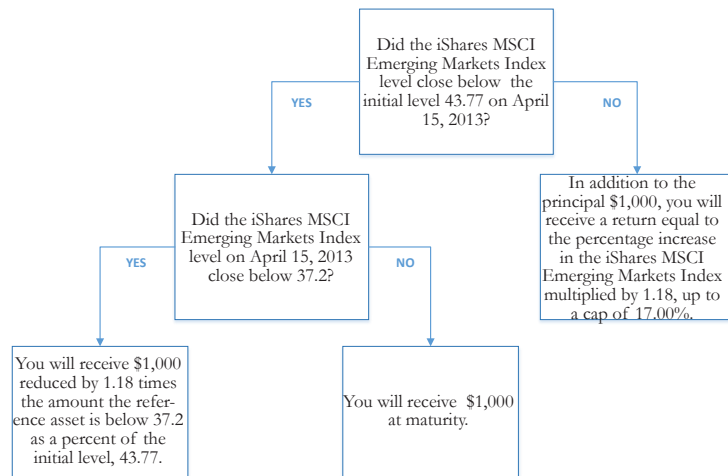 Did the iShares MSCI
Emerging Markets Index
level close below the
initial level 43.77 on April
15, 2013?
YES
NO
Did the iShares MSCI
Emerging Markets Index
level on April 15, 2013
close below 37.2?
In addition to the
principal $1,000, you will
receive a return equal to
the percentage increase
in the iShares MSCI
Emerging Markets Index
multiplied by 1.18, up to
a cap of 17.00%.
YES
NO
You will receive $1,000
reduced by 1.18 times
the amount the refer-
ence asset is below 37.2
as a percent of the
initial level, 43.77.
You will receive $1,000
at maturity.